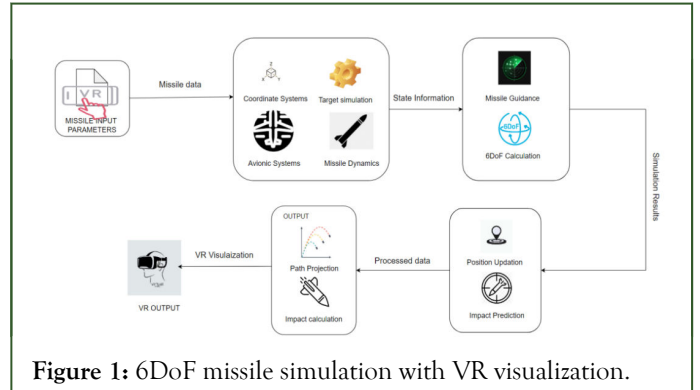 VR
MISSILE INPUT
PARAMETERS
Missile data
X
Y
Z
Coordinate Systems
Target simulation
Avionic Systems
Missile Dynamics
State Information
Missile Guidance
6DoF
6DoF Calculation
Simulation Results
Position Updation
Impact Prediction
Processed data
OUTPUT
Path Projection
Impact calculation
VR Visulaization
VR OUTPUT
Figure 1: 6DoF missile simulation with VR visualization.